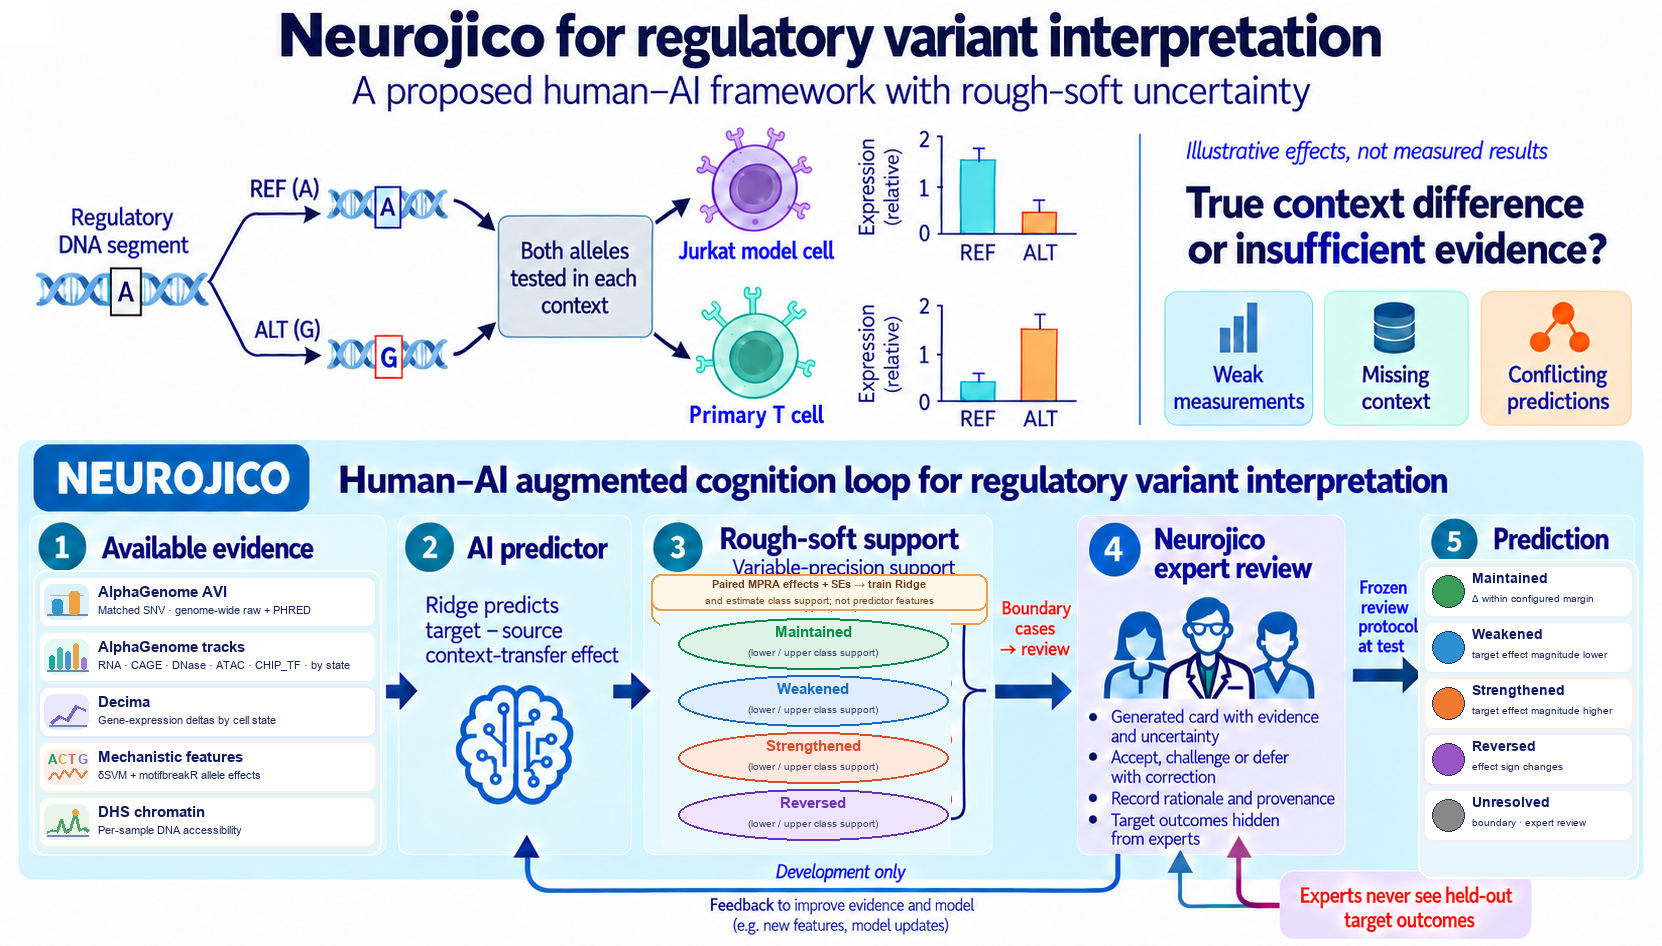 Neurojico for regulatory variant interpretation
A proposed human–AI framework with rough-soft uncertainty
Regulatory
DNA segment
A
REF (A)
A
ALT (G)
G
Both alleles
tested in each
context
Jurkat model cell
Primary T cell
Expression
(relative)
2
1
0
REF
ALT
Expression
(relative)
2
1
0
REF
ALT
Illustrative effects, not measured results
True context difference
or insufficient evidence?
Weak
measurements
Missing
context
Conflicting
predictions
NEUROJICO
Human–AI augmented cognition loop for regulatory variant interpretation
1
Available evidence
AlphaGenome AVI
Matched SNV · genome-wide raw + PHRED
AlphaGenome tracks
RNA · CAGE · DNase · ATAC · CHIP_TF · by state
Decima
Gene-expression deltas by cell state
ACTG
Mechanistic features
δSVM + motifbreakR allele effects
DHS chromatin
Per-sample DNA accessibility
2
AI predictor
Ridge predicts
target – source
context-transfer effect
3
Rough-soft support
Variable-precision support
Paired MPRA effects + SEs → train Ridge
and estimate class support; not predictor features
Maintained
(lower / upper class support)
Weakened
(lower / upper class support)
Strengthened
(lower / upper class support)
Reversed
(lower / upper class support)
Boundary
cases
→ review
4
Neurojico
expert review
• Generated card with evidence
and uncertainty
• Accept, challenge or defer
with correction
• Record rationale and provenance
• Target outcomes hidden
from experts
Frozen
review
protocol
at test
5
Prediction
Maintained
Δ within configured margin
Weakened
target effect magnitude lower
Strengthened
target effect magnitude higher
Reversed
effect sign changes
Unresolved
boundary · expert review
Development only
Feedback to improve evidence and model
(e.g. new features, model updates)
Experts never see held-out
target outcomes